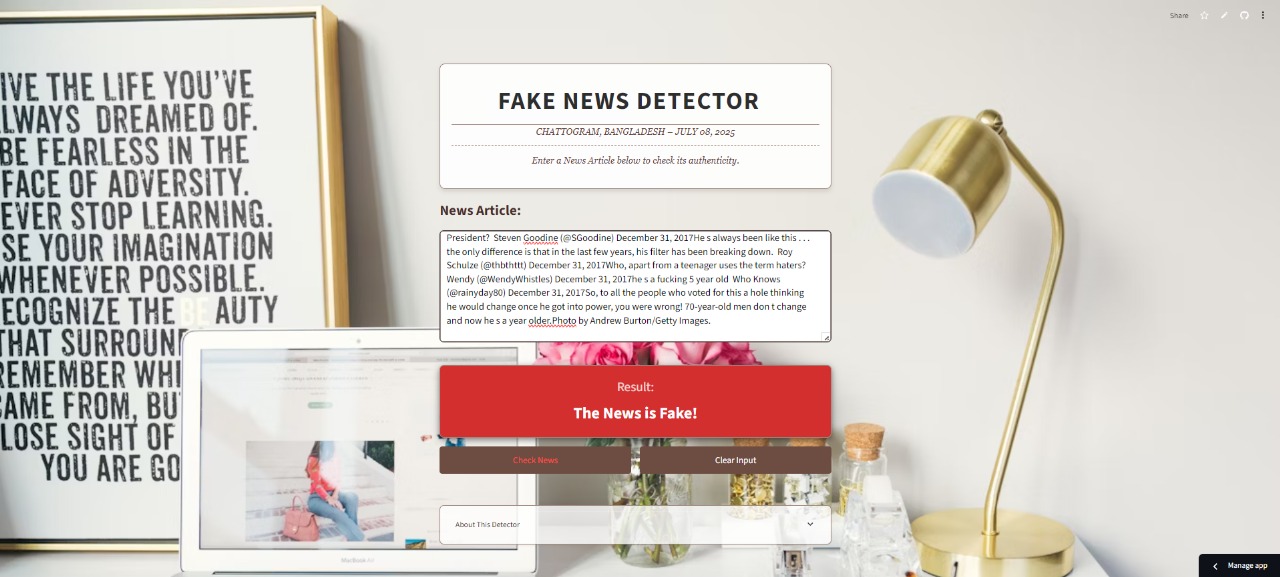 Share
IVE THE LIFE YOU'VE
LWAYS DREAMED OF.
BE FEARLESS IN THE
FACE OF ADVERSITY.
EVER STOP LEARNING.
SE YOUR IMAGINATION
WHENEVER POSSIBLE.
RECOGNIZE THE BEAUTY
THAT SURROUN
REMEMBER WH
CAME FROM, BU
LOSE SIGHT OF
YOU ARE GO
MacBook Air
FAKE NEWS DETECTOR
CHATTOGRAM, BANGLADESH – JULY 08, 2025
Enter a News Article below to check its authenticity.
News Article:
President? Steven Goodine (@SGoodine) December 31, 2017He s always been like this . . .
the only difference is that in the last few years, his filter has been breaking down. Roy
Schulze (@thbthttt) December 31, 2017Who, apart from a teenager uses the term haters?
Wendy (@WendyWhistles) December 31, 2017he s a fucking 5 year old Who Knows
(@rainyday80) December 31, 2017So, to all the people who voted for this a hole thinking
he would change once he got into power, you were wrong! 70-year-old men don t change
and now he s a year older.Photo by Andrew Burton/Getty Images.
Result:
The News is Fake!
Check News
Clear Input
About This Detector
Manage app